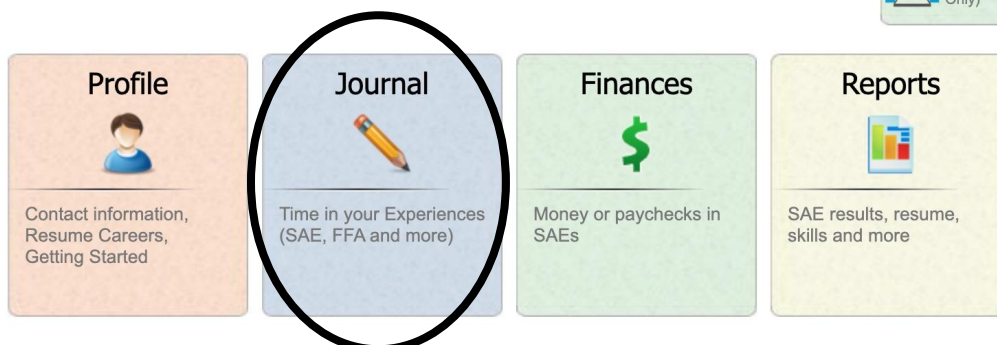 Only)
Profile
Contact information,
Resume Careers,
Getting Started
Journal
Time in your Experiences
(SAE, FFA and more)
Finances
Money or paychecks in
SAEs
Reports
SAE results, resume,
skills and more